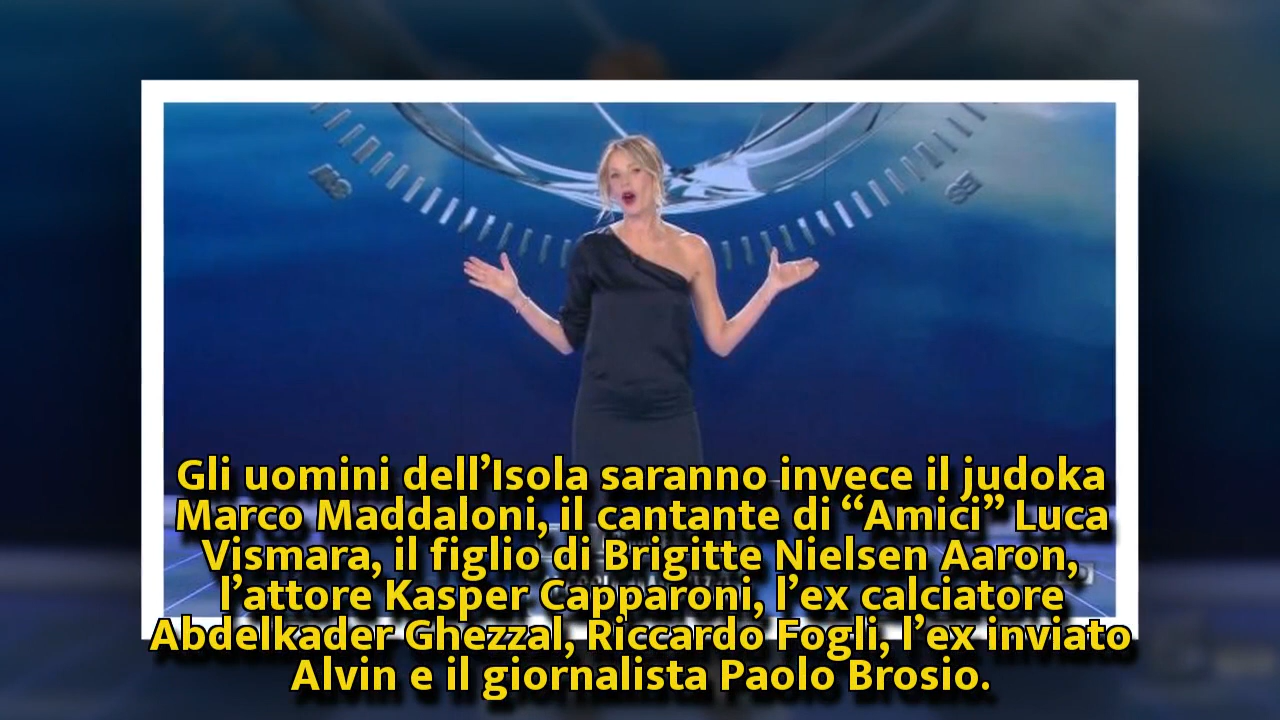 SW
SE
Gli uomini dell’Isola saranno invece il judoka
Marco Maddaloni, il cantante di “Amici” Luca
Vismara, il figlio di Brigitte Nielsen Aaron,
l’attore Kasper Capparoni, l’ex calciatore
Abdelkader Ghezzal, Riccardo Fogli, l’ex inviato
Alvin e il giornalista Paolo Brosio.